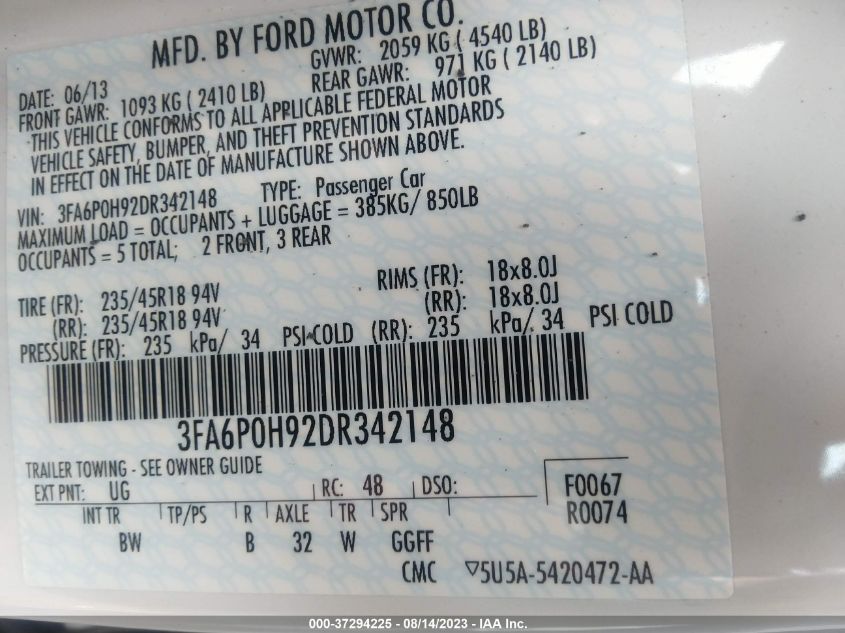 MFD. BY FORD MOTOR CO.
DATE: 06/13 GVWR: 2059 KG ( 4540 LB)
FRONT GAWR: 1093 KG ( 2410 LB) REAR GAWR: 971 KG ( 2140 LB)
THIS VEHICLE CONFORMS TO ALL APPLICABLE FEDERAL MOTOR
VEHICLE SAFETY, BUMPER, AND THEFT PREVENTION STANDARDS
IN EFFECT ON THE DATE OF MANUFACTURE SHOWN ABOVE.
VIN: 3FA6P0H92DR342148 TYPE: Passenger Car
MAXIMUM LOAD = OCCUPANTS + LUGGAGE = 385KG/ 850LB
OCCUPANTS = 5 TOTAL; 2 FRONT, 3 REAR
TIRE (FR): 235/45R18 94V RIMS (FR): 18x8.0J
(RR): 235/45R18 94V (RR): 18x8.0J
PRESSURE (FR): 235 kPa/ 34 PSI COLD (RR): 235 kPa/ 34 PSI COLD
3FA6P0H92DR342148
TRAILER TOWING - SEE OWNER GUIDE
EXT PNT: UG RC: 48 DSO: F0067
INT TR TP/PS R AXLE TR SPR R0074
BW B 32 W GGFF
CMC ▽5U5A-5420472-AA
000-37294225 - 08/14/2023 - IAA Inc.